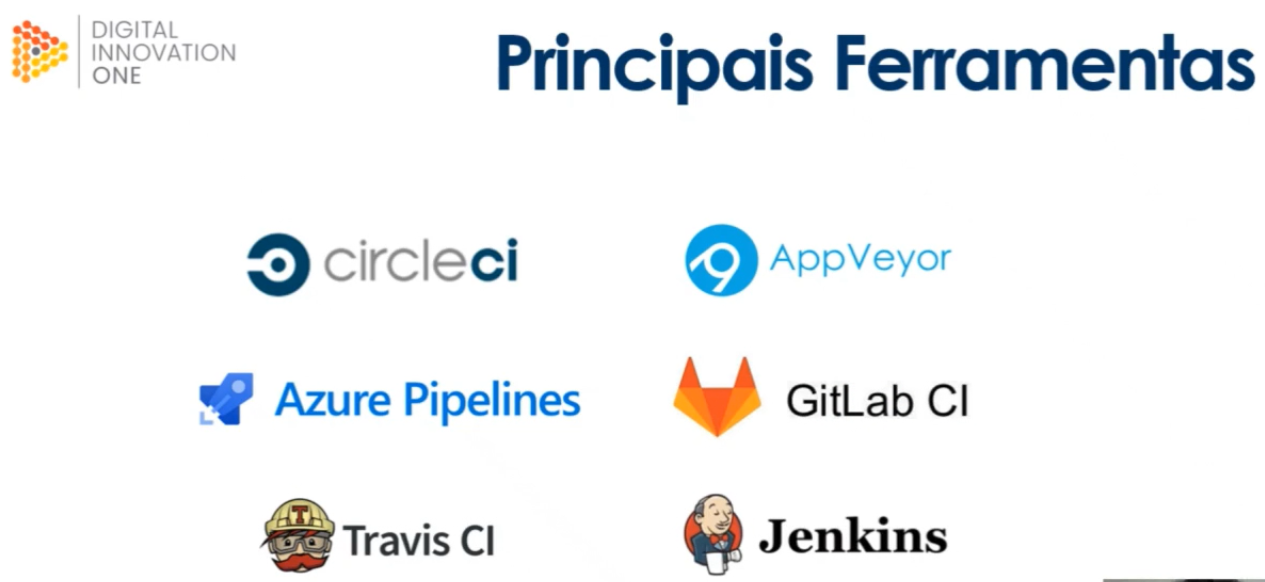 DIGITAL
INNOVATION
ONE
Principais Ferramentas
circleci
AppVeyor
Azure Pipelines
GitLab CI
T
Travis CI
Jenkins